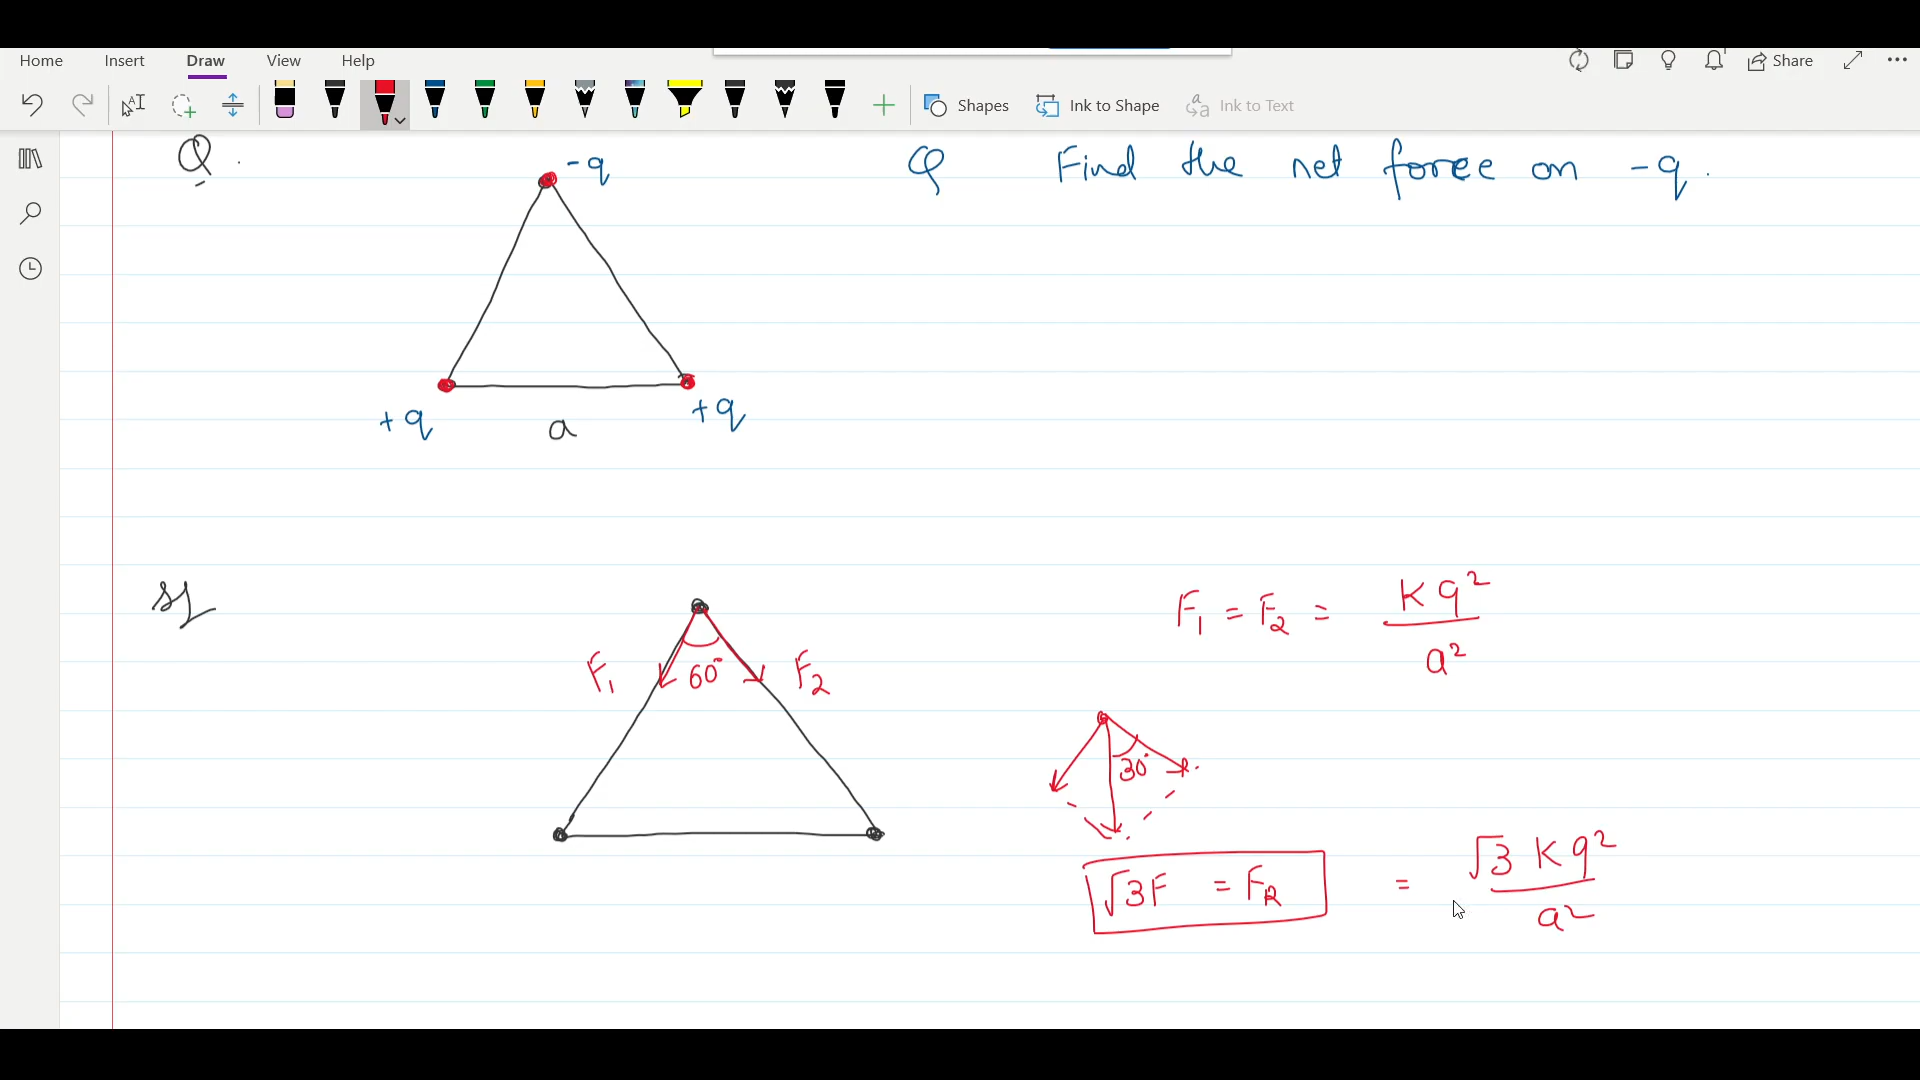 Home Insert Draw View Help Share
Shapes Ink to Shape Ink to Text
Q. -q Q Find the net force on -q.
+q a +q
Sol
F₁ 60° F₂
F₁ = F₂ = Kq²/a²
30°
√3F = F_R = √3 Kq²/a²